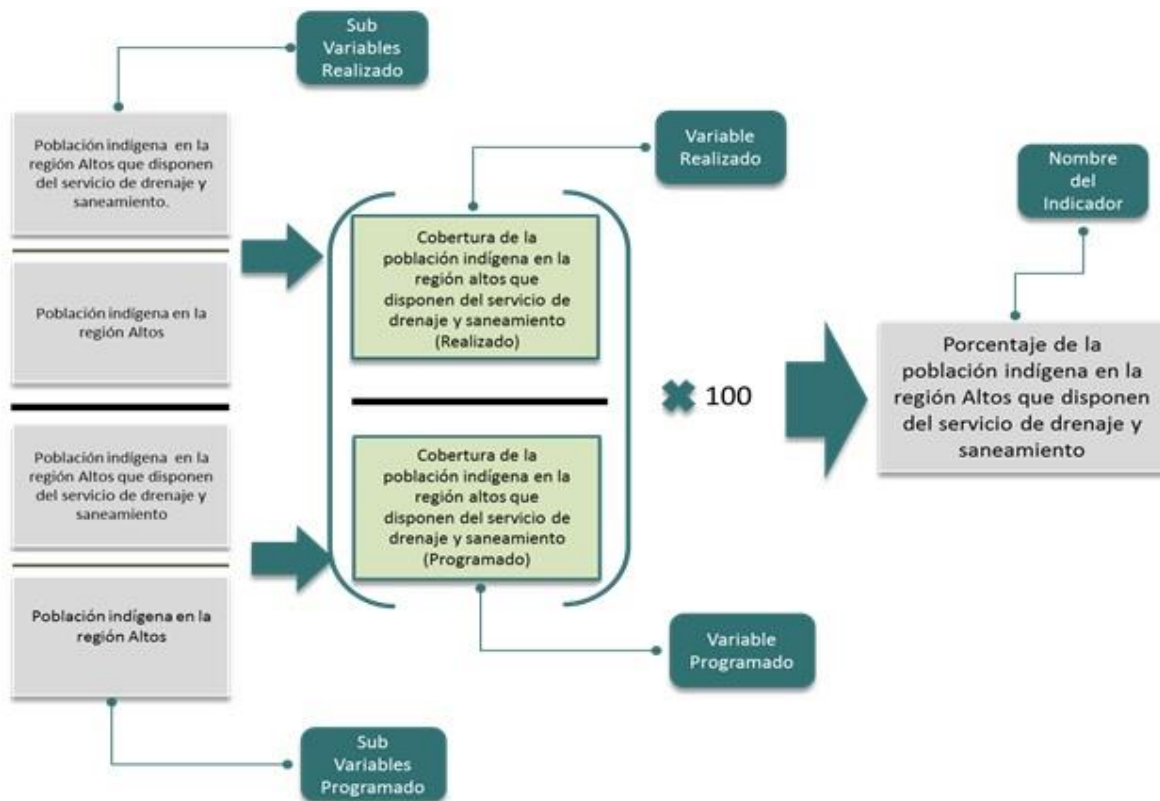 Sub
Variables
Realizado
Población indígena en la
región Altos que disponen
del servicio de drenaje y
saneamiento.
Población indígena en la
región Altos
Población indígena en la
región Altos que disponen
del servicio de drenaje y
saneamiento
Población indígena en la
región Altos
Sub
Variables
Programado
Variable
Realizado
Cobertura de la
población indígena en la
región altos que
disponen del servicio de
drenaje y saneamiento
(Realizado)
Cobertura de la
población indígena en la
región altos que
disponen del servicio de
drenaje y saneamiento
(Programado)
Variable
Programado
100
Nombre
del
Indicador
Porcentaje de la
población indígena en la
región Altos que disponen
del servicio de drenaje y
saneamiento